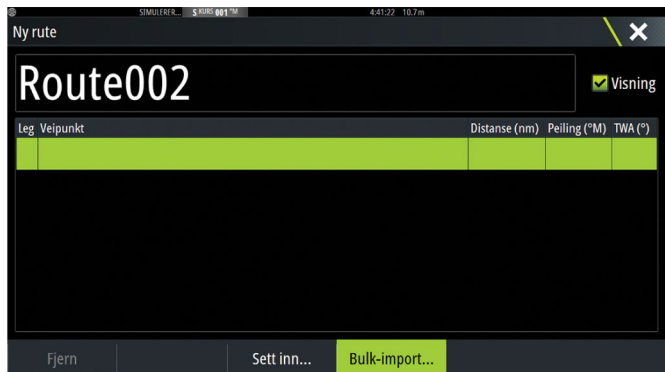 SIMULERER... S KURS 001 °M 4:41:22 10.7 m
Ny rute
Route002 Visning
Leg Veipunkt Distanse (nm) Peiling (°M) TWA (°)
Fjern Sett inn... Bulk-import...